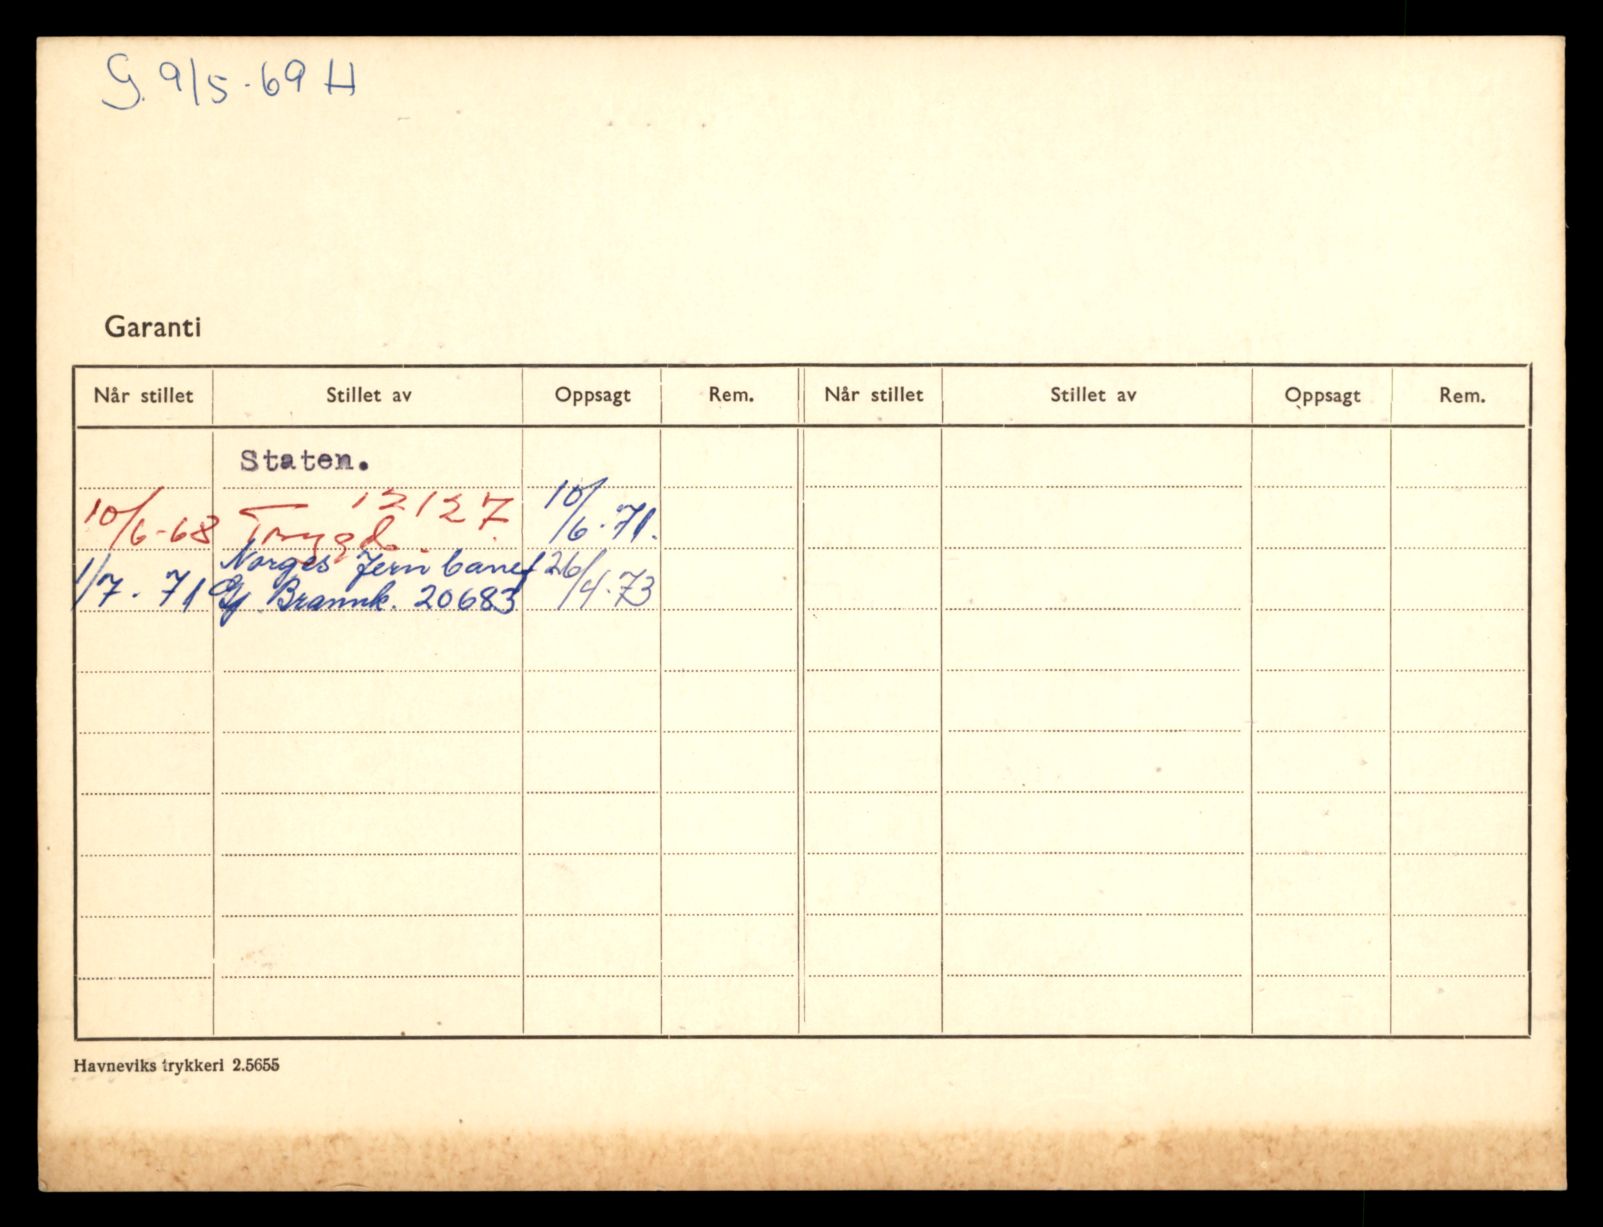 G. 9/5-69 H
Garanti
Når stillet Stillet av Oppsagt Rem. Når stillet Stillet av Oppsagt Rem.
Staten.
10/6-68 Trygd. 12127. 10/6-71.
Norges Jernbanef
1/7-71 Gj. Brannk. 20683 26/4-73
Havneviks trykkeri 2.5655